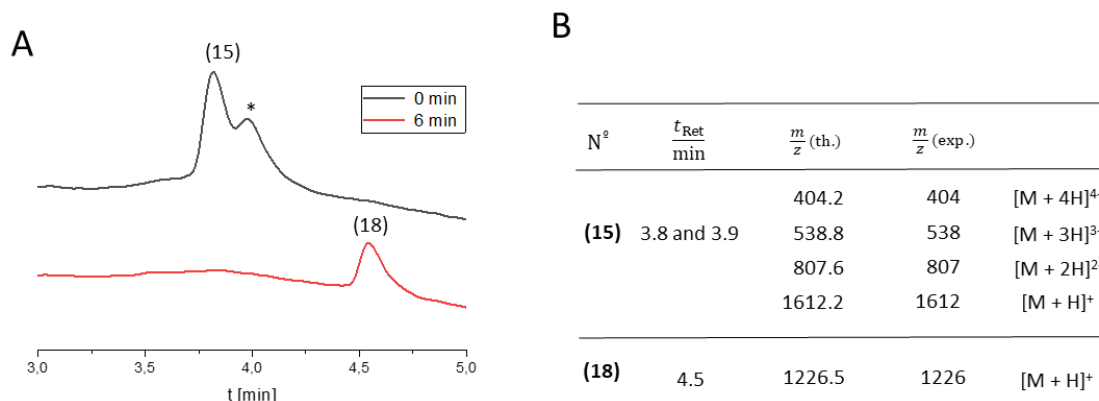 A
(15)
*
0 min
6 min
(18)
3,0 3,5 4,0 4,5 5,0
t [min]
B
Nº t_Ret/min m/z (th.) m/z (exp.)
404.2 404 [M + 4H]⁴
(15) 3.8 and 3.9 538.8 538 [M + 3H]³
807.6 807 [M + 2H]²
1612.2 1612 [M + H]⁺
(18) 4.5 1226.5 1226 [M + H]⁺